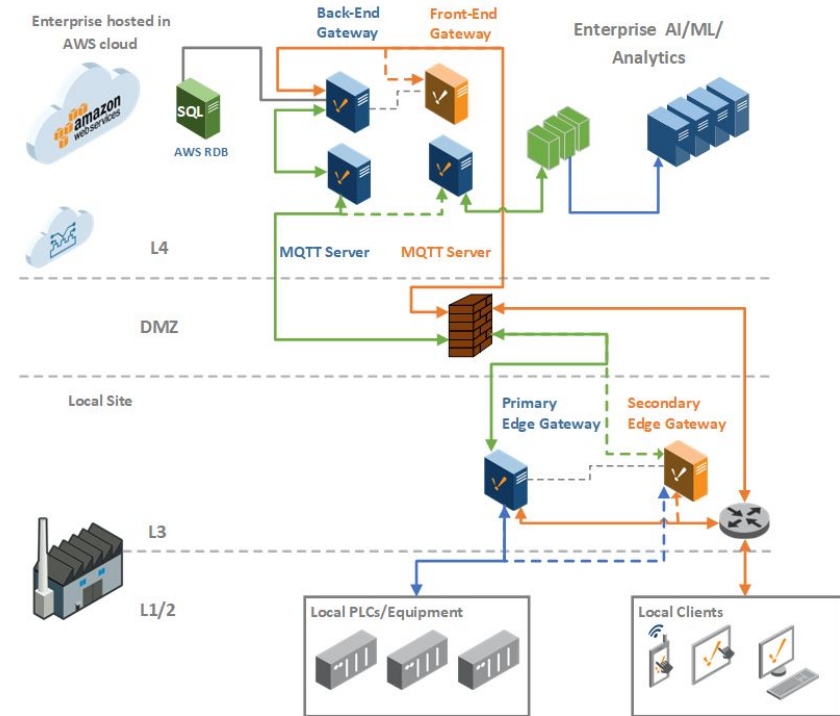 Enterprise hosted in
AWS cloud
Back-End
Gateway
Front-End
Gateway
Enterprise AI/ML/
Analytics
amazon
webservices
SQL
AWS RDB
L4
MQTT Server
MQTT Server
DMZ
Local Site
Primary
Edge Gateway
Secondary
Edge Gateway
L3
L1/2
Local PLCs/Equipment
Local Clients